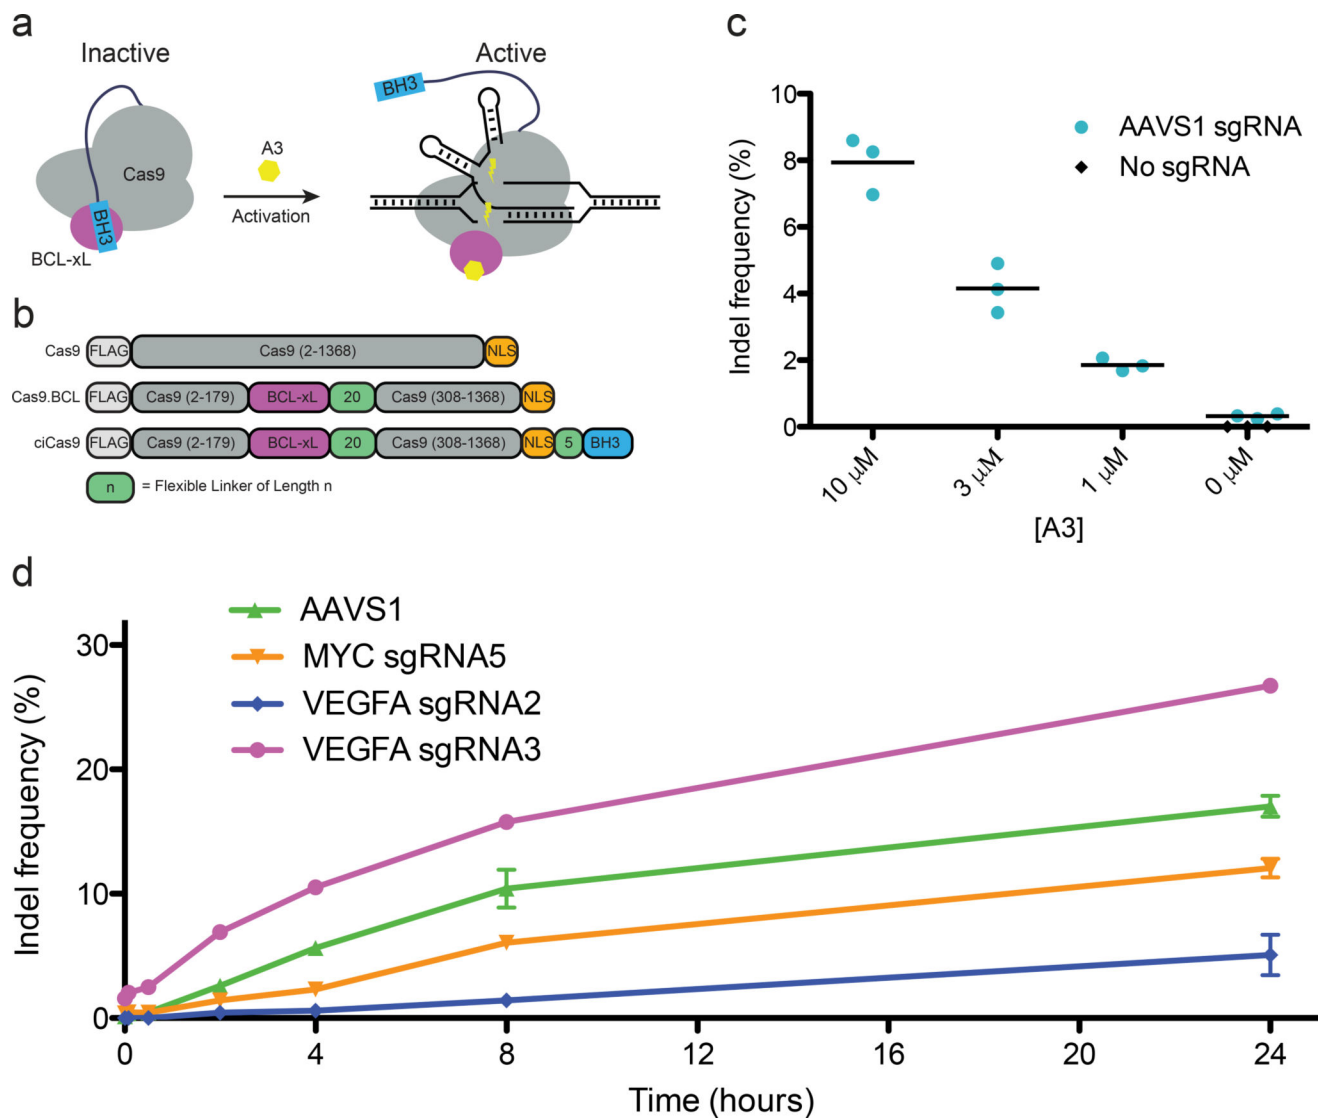 a
Inactive
Active
BH3
Cas9
BH3
BCL-xL
A3
Activation
b
Cas9 FLAG Cas9 (2-1368) NLS
Cas9.BCL FLAG Cas9 (2-179) BCL-xL 20 Cas9 (308-1368) NLS
ciCas9 FLAG Cas9 (2-179) BCL-xL 20 Cas9 (308-1368) NLS 5 BH3
n = Flexible Linker of Length n
c
Indel frequency (%)
10
8
6
4
2
0
AAVS1 sgRNA
No sgRNA
10 μM 3 μM 1 μM 0 μM
[A3]
d
Indel frequency (%)
30
20
10
0
AAVS1
MYC sgRNA5
VEGFA sgRNA2
VEGFA sgRNA3
0 4 8 12 16 20 24
Time (hours)